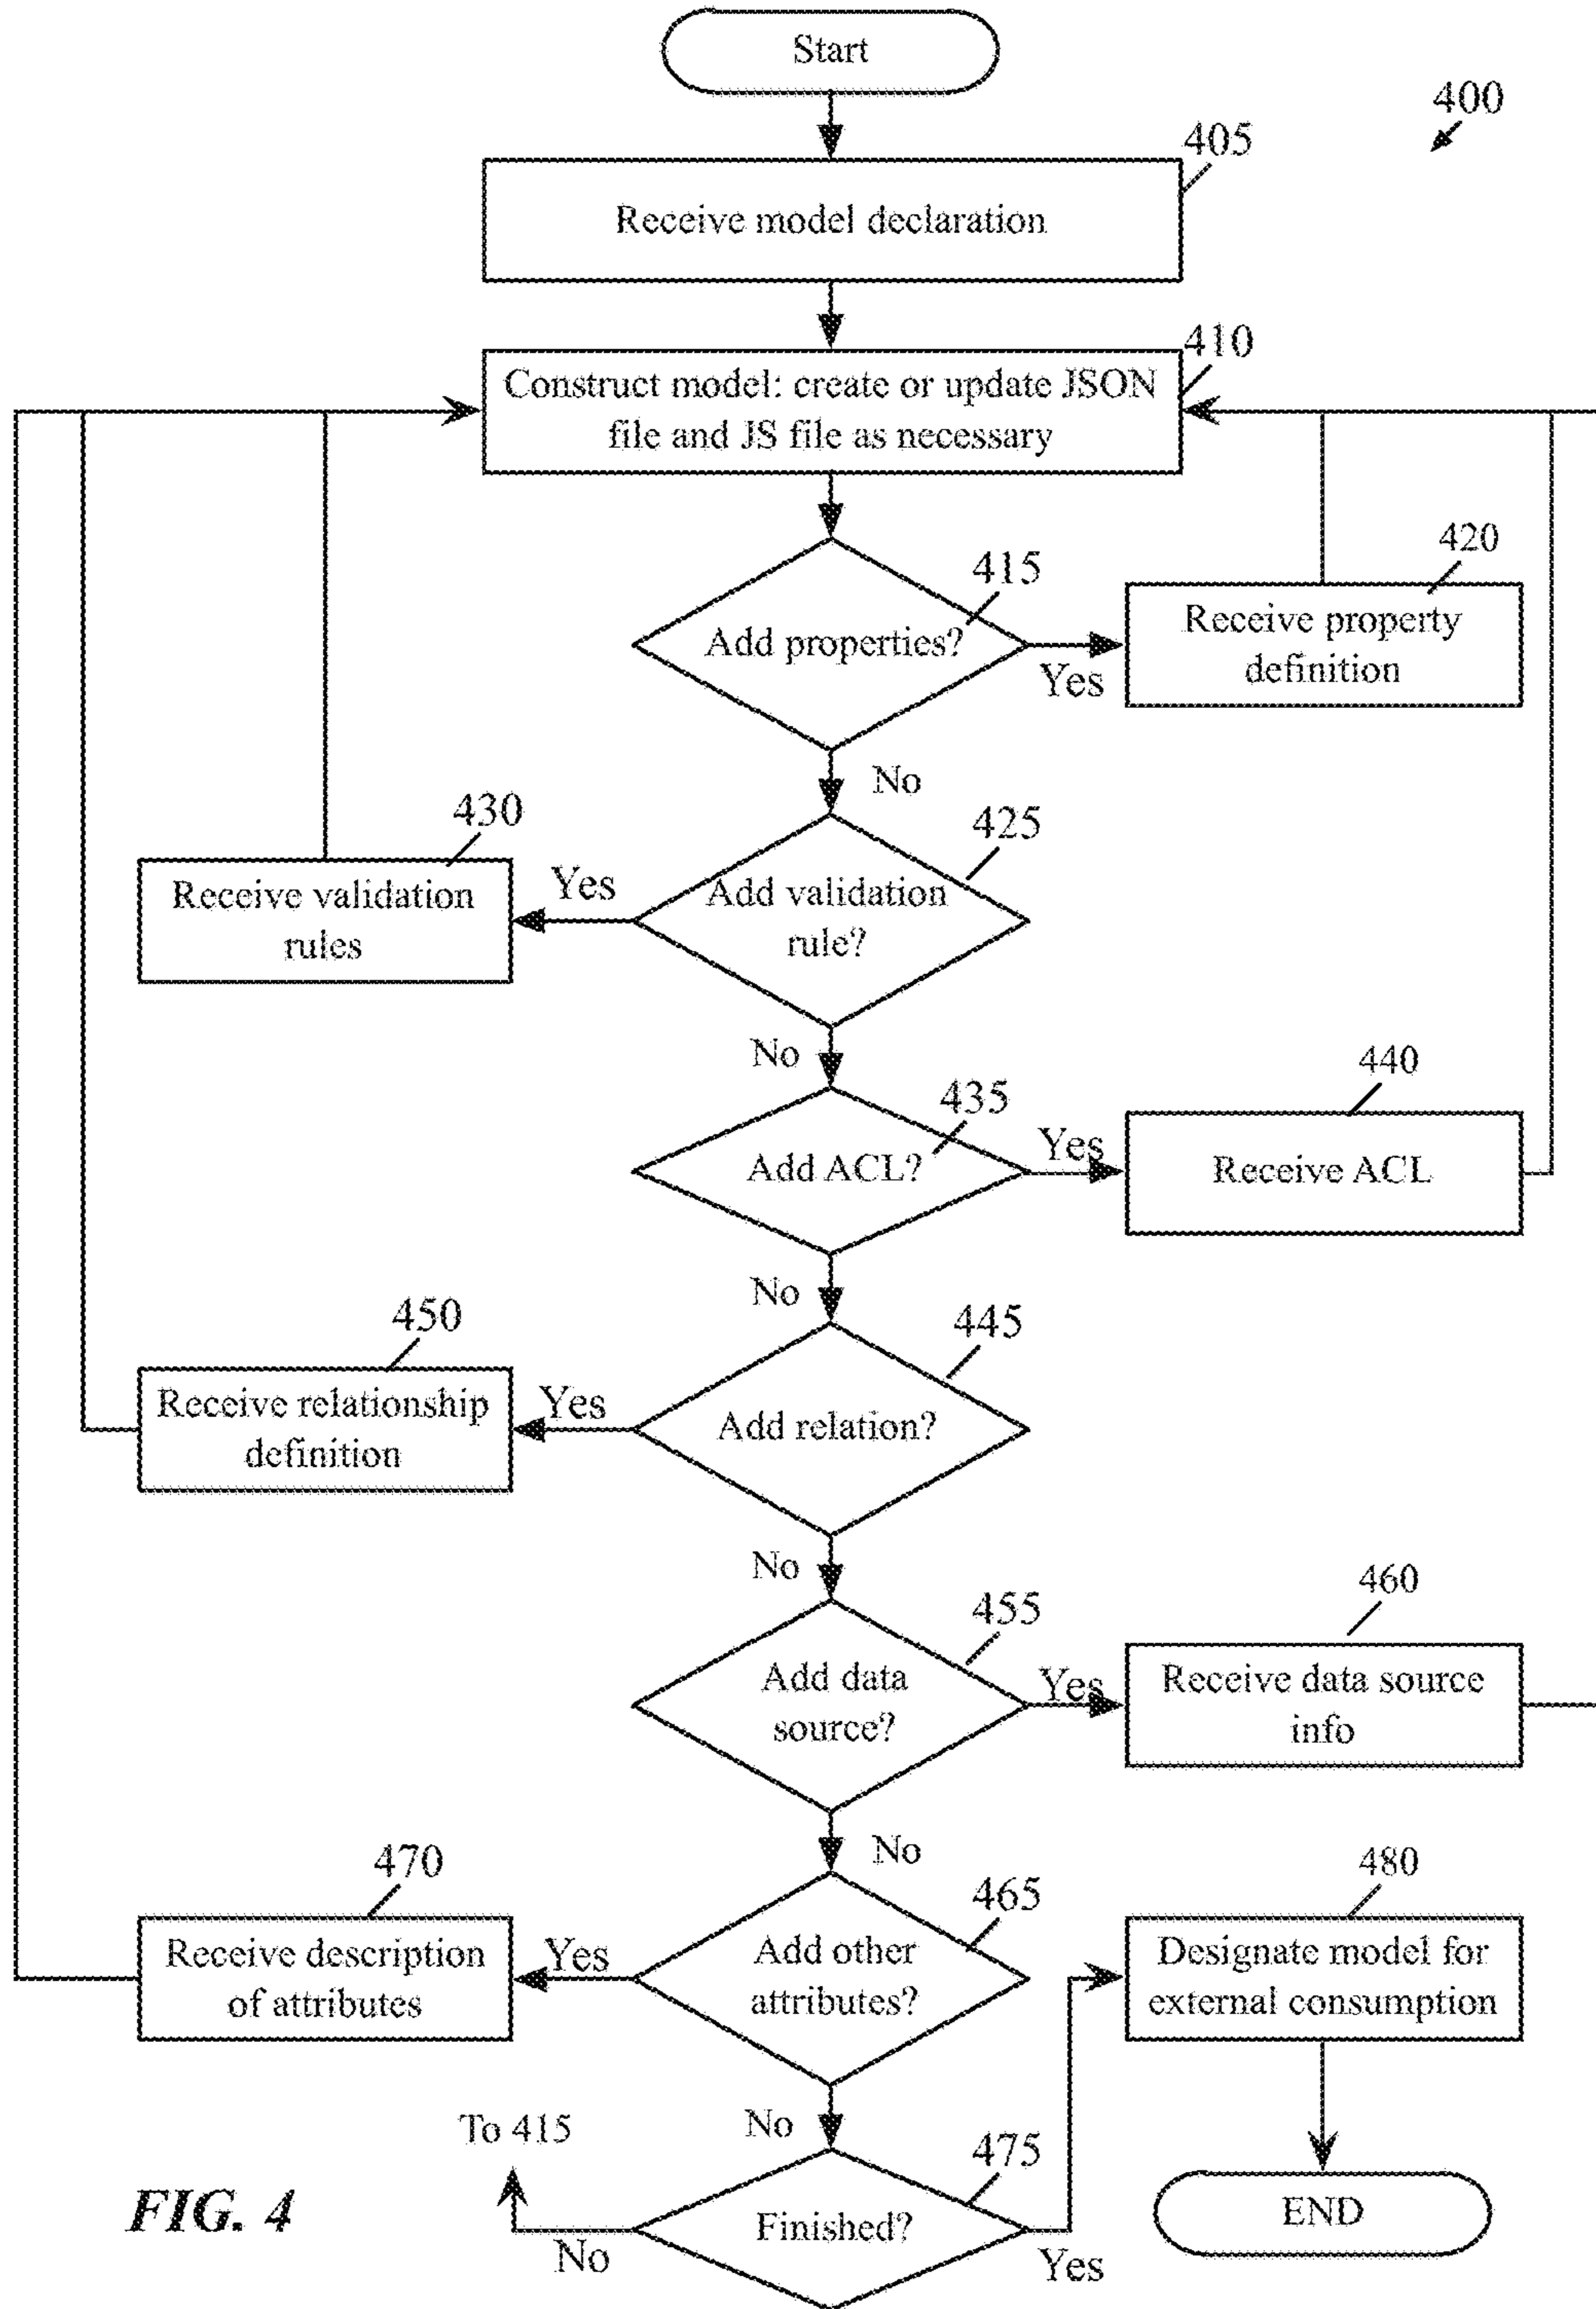 Start
400
405
Receive model declaration
410
Construct model: create or update JSON
file and JS file as necessary
415
420
Add properties?
Yes
Receive property
definition
No
430
425
Receive validation
rules
Yes
Add validation
rule?
No
435
440
Add ACL?
Yes
Receive ACL
No
450
445
Receive relationship
definition
Yes
Add relation?
No
455
460
Add data
source?
Yes
Receive data source
info
No
470
465
480
Receive description
of attributes
Yes
Add other
attributes?
Designate model for
external consumption
No
To 415
475
FIG. 4
Finished?
No
Yes
END